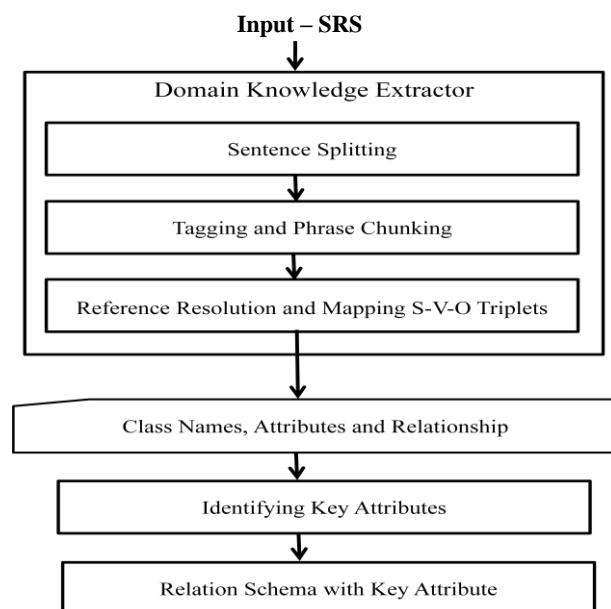 Input – SRS
Domain Knowledge Extractor
Sentence Splitting
Tagging and Phrase Chunking
Reference Resolution and Mapping S-V-O Triplets
Class Names, Attributes and Relationship
Identifying Key Attributes
Relation Schema with Key Attribute